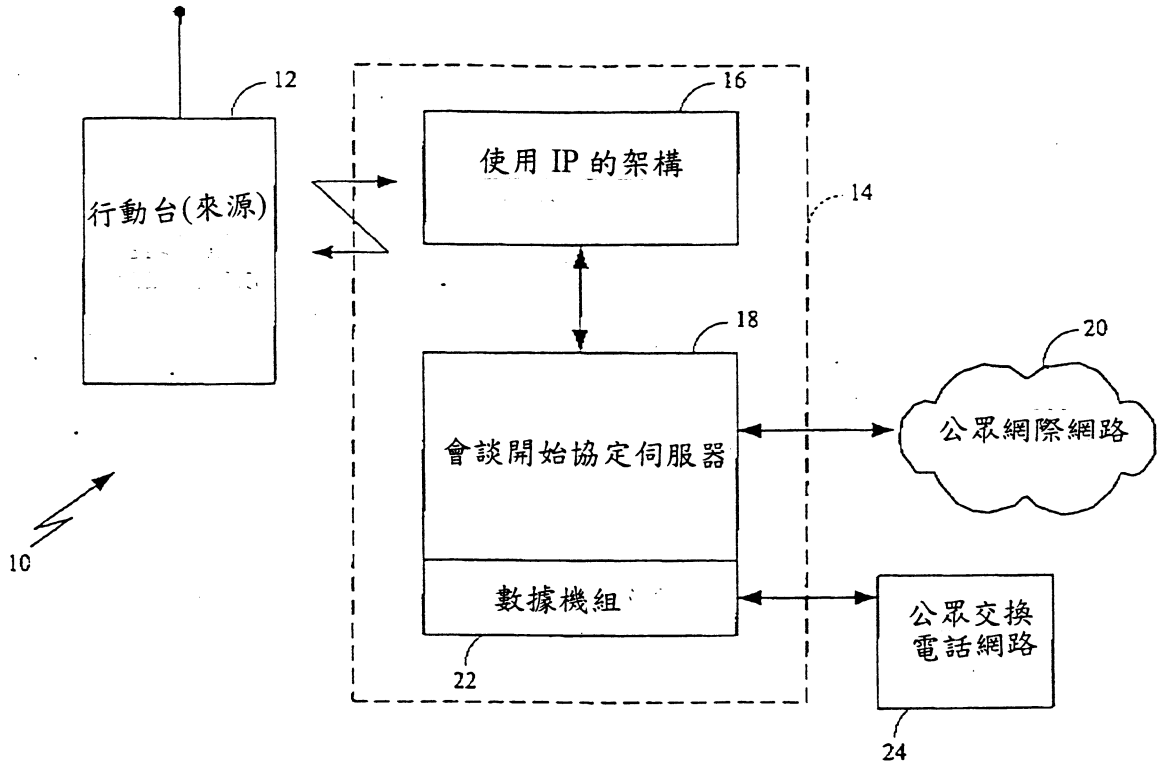 12
行動台(來源)
16
使用 IP 的架構
14
18
會談開始協定伺服器
20
公眾網際網路
10
數據機組
22
公眾交換
電話網路
24